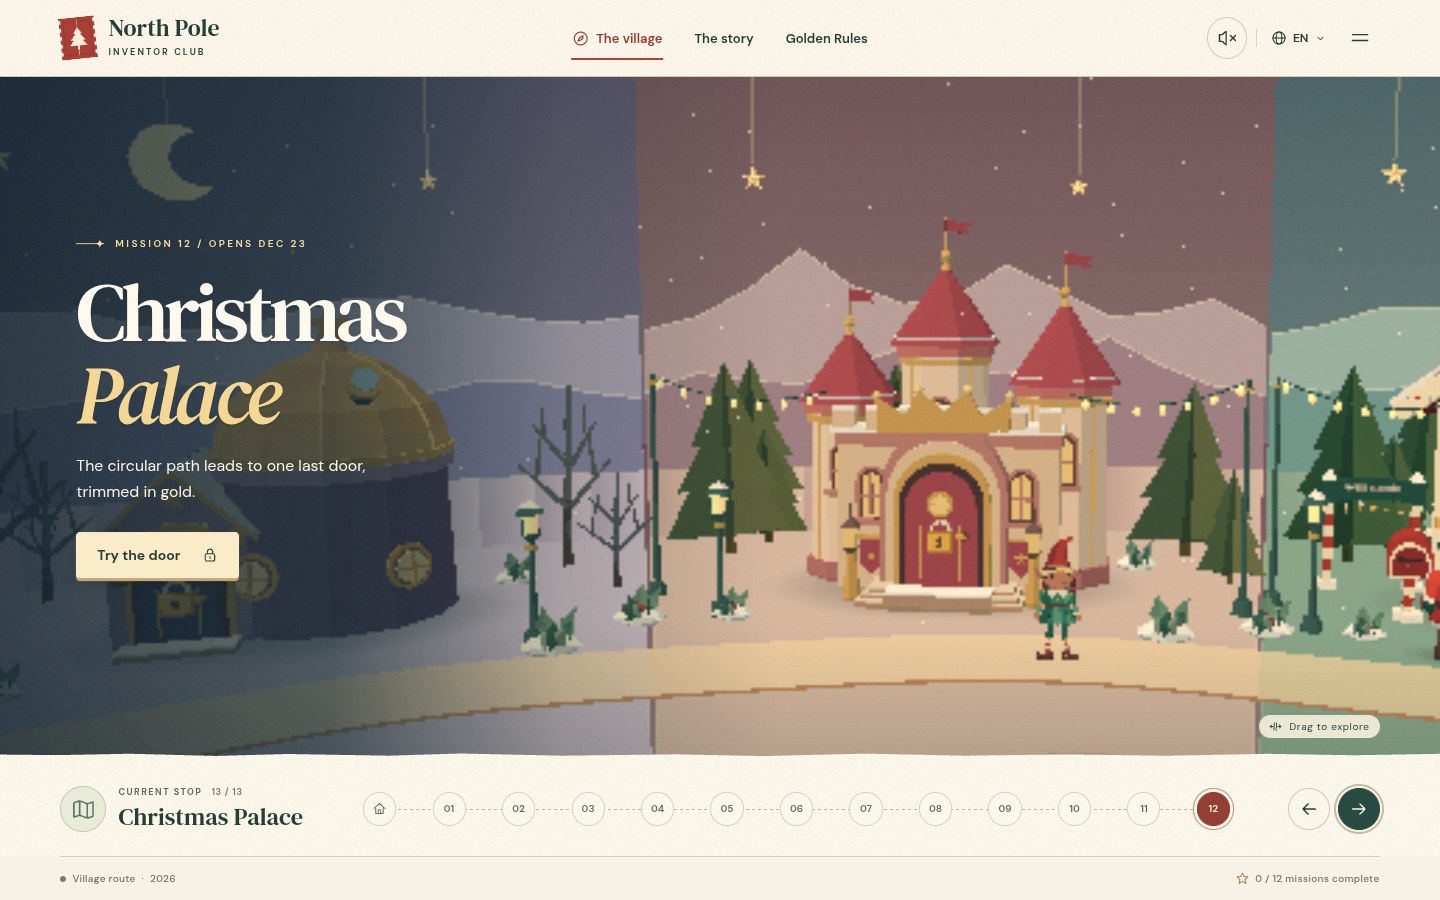 North Pole
INVENTOR CLUB
The village
The story
Golden Rules
EN
MISSION 12 / OPENS DEC 23
Christmas
Palace
The circular path leads to one last door,
trimmed in gold.
Try the door
Drag to explore
CURRENT STOP 13 / 13
Christmas Palace
01 02 03 04 05 06 07 08 09 10 11 12
Village route · 2026
0 / 12 missions complete